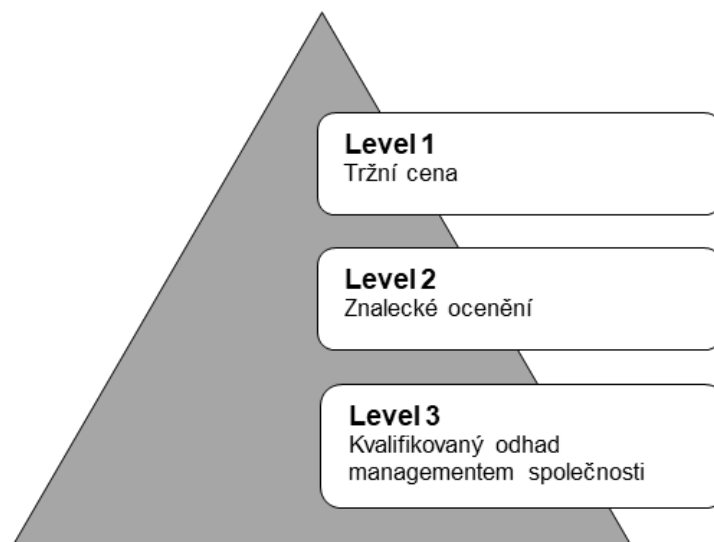 Level 1
Tržní cena
Level 2
Znalecké ocenění
Level 3
Kvalifikovaný odhad
managementem společnosti